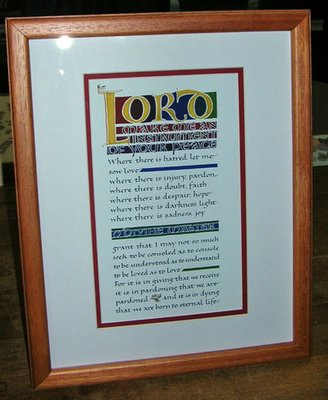 LORD
MAKE ME AN
INSTRUMENT
OF YOUR PEACE
Where there is hatred, let me
sow love
where there is injury, pardon,
where there is doubt, faith
where there is despair, hope
where there is darkness, light
where there is sadness, joy
O DIVINE MASTER
grant that I may not so much
seek to be consoled as to console
to be understood as to understand
to be loved as to love
For it is in giving that we receive
it is in pardoning that we are
pardoned and it is in dying
that we are born to eternal life.